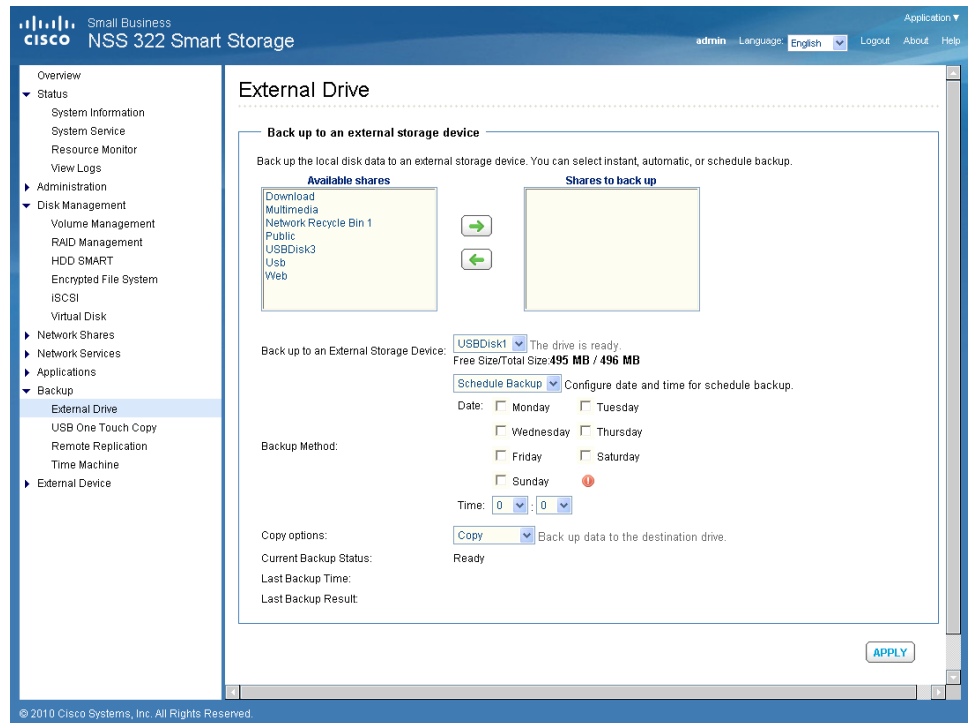 Small Business
CISCO NSS 322 Smart Storage
Application
admin Language: English Logout About Help
Overview
Status
System Information
System Service
Resource Monitor
View Logs
Administration
Disk Management
Volume Management
RAID Management
HDD SMART
Encrypted File System
iSCSI
Virtual Disk
Network Shares
Network Services
Applications
Backup
External Drive
USB One Touch Copy
Remote Replication
Time Machine
External Device
External Drive
Back up to an external storage device
Back up the local disk data to an external storage device. You can select instant, automatic, or schedule backup.
Available shares
Download
Multimedia
Network Recycle Bin 1
Public
USBDisk3
Usb
Web
Shares to back up
Back up to an External Storage Device: USBDisk1 The drive is ready.
Free Size/Total Size:495 MB / 496 MB
Backup Method:
Schedule Backup Configure date and time for schedule backup.
Date: Monday Tuesday
Wednesday Thursday
Friday Saturday
Sunday
Time: 0 : 0
Copy options: Copy Back up data to the destination drive.
Current Backup Status: Ready
Last Backup Time:
Last Backup Result:
APPLY
© 2010 Cisco Systems, Inc. All Rights Reserved.